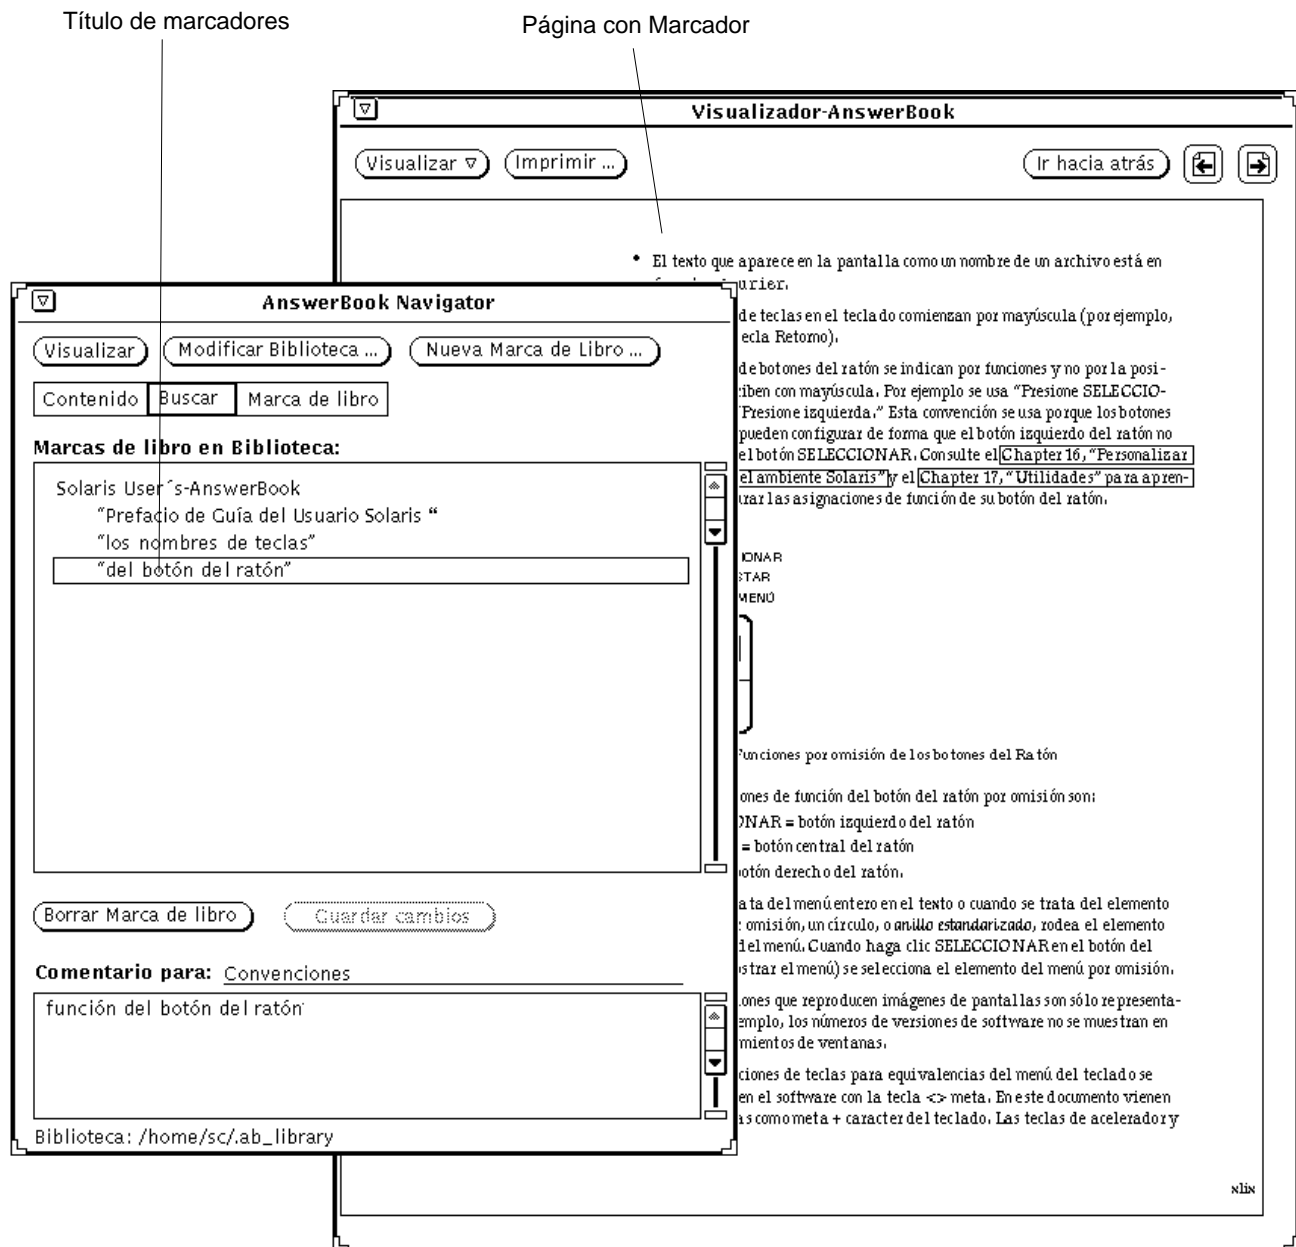 Título de marcadores
Página con Marcador
Visualizador-AnswerBook
Visualizar
Imprimir ...
Ir hacia atrás
• El texto que aparece en la pantalla como un nombre de un archivo está en
urier.
AnswerBook Navigator
de teclas en el teclado comienzan por mayúscula (por ejemplo,
ecla Retorno).
Visualizar
Modificar Biblioteca ...
Nueva Marca de Libro ...
Contenido
Buscar
Marca de libro
de botones del ratón se indican por funciones y no por la posi-
iben con mayúscula. Por ejemplo se usa "Presione SELECCIO-
"Presione izquierda." Esta convención se usa porque los botones
pueden configurar de forma que el botón izquierdo del ratón no
el botón SELECCIONAR. Consulte el Chapter 16, "Personalizar
el ambiente Solaris" y el Chapter 17, "Utilidades" para apren-
urar las asignaciones de función de su botón del ratón.
Marcas de libro en Biblioteca:
Solaris User´s-AnswerBook
"Prefacio de Guía del Usuario Solaris "
"los nombres de teclas"
"del botón del ratón"
IONAR
STAR
MENÚ
Funciones por omisión de los botones del Ratón
ones de función del botón del ratón por omisión son:
ONAR = botón izquierdo del ratón
= botón central del ratón
otón derecho del ratón.
ata del menú entero en el texto o cuando se trata del elemento
omisión, un círculo, o anillo estandarizado, rodea el elemento
del menú. Cuando haga clic SELECCIONAR en el botón del
strar el menú) se selecciona el elemento del menú por omisión.
iones que reproducen imágenes de pantallas son sólo representa-
emplo, los números de versiones de software no se muestran en
mientos de ventanas.
ciones de teclas para equivalencias del menú del teclado se
en el software con la tecla <> meta. En este documento vienen
as como meta + caracter del teclado. Las teclas de acelerador y
xlix
Borrar Marca de libro
Guardar cambios
Comentario para: Convenciones
función del botón del ratón
Biblioteca: /home/sc/.ab_library